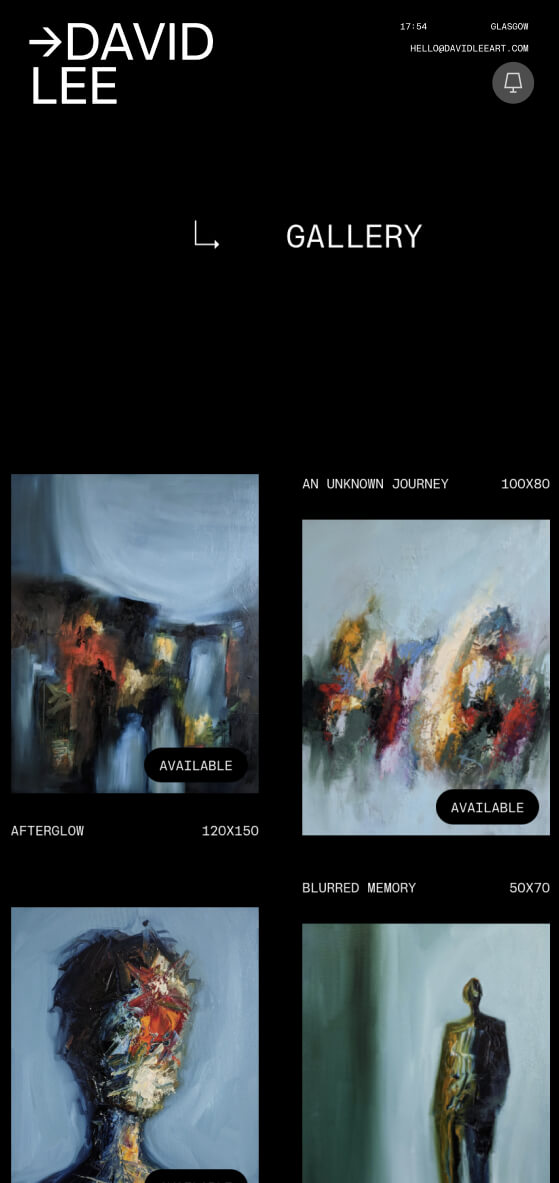 →DAVID
LEE
17:54 GLASGOW
HELLO@DAVIDLEEART.COM
GALLERY
AN UNKNOWN JOURNEY 100X80
AVAILABLE
AVAILABLE
AFTERGLOW 120X150
BLURRED MEMORY 50X70